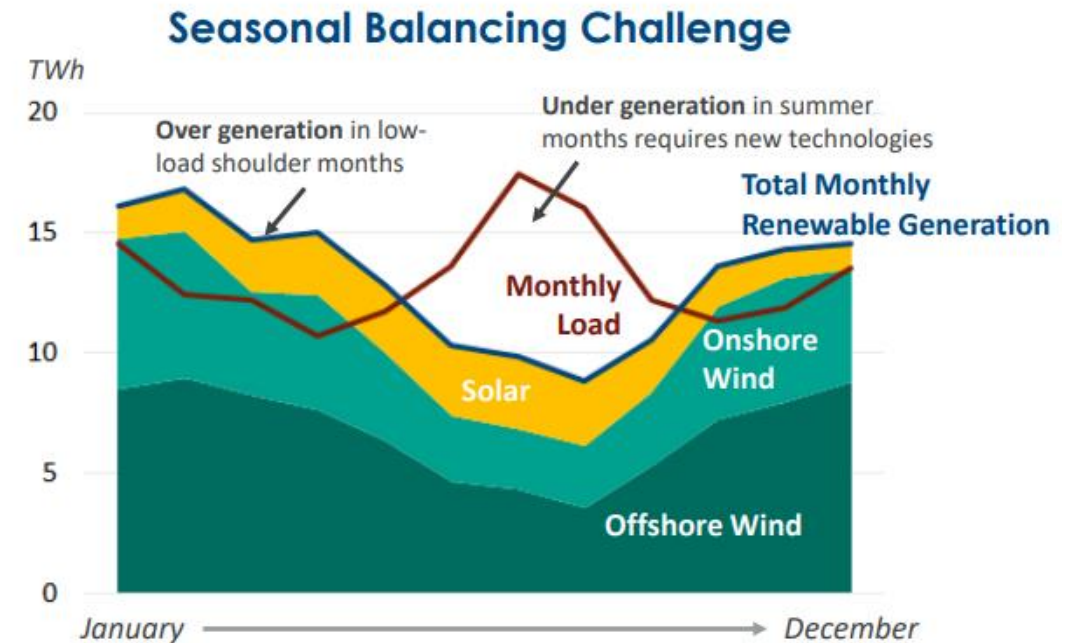 Seasonal Balancing Challenge
TWh
20
Over generation in low-
load shoulder months
Under generation in summer
months requires new technologies
Total Monthly
Renewable Generation
15
Monthly
Load
10
Onshore
Wind
Solar
5
Offshore Wind
0
January
December